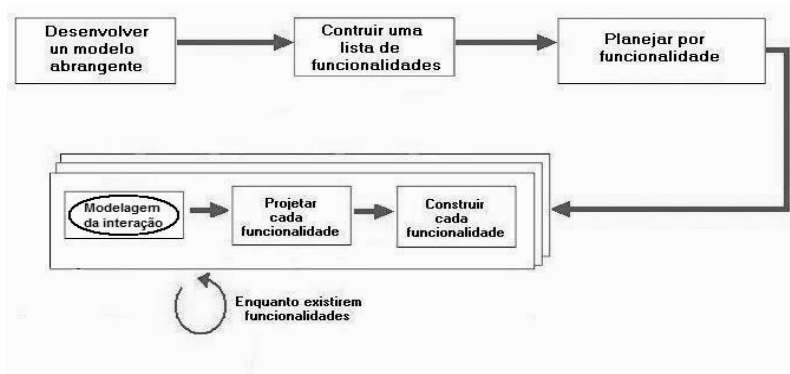 Desenvolver
un modelo
abrangente
Contruir uma
lista de
funcionalidades
Planejar por
funcionalidade
Modelagem
da interação
Projetar
cada
funcionalidade
Construir
cada
funcionalidade
Enquanto existirem
funcionalidades